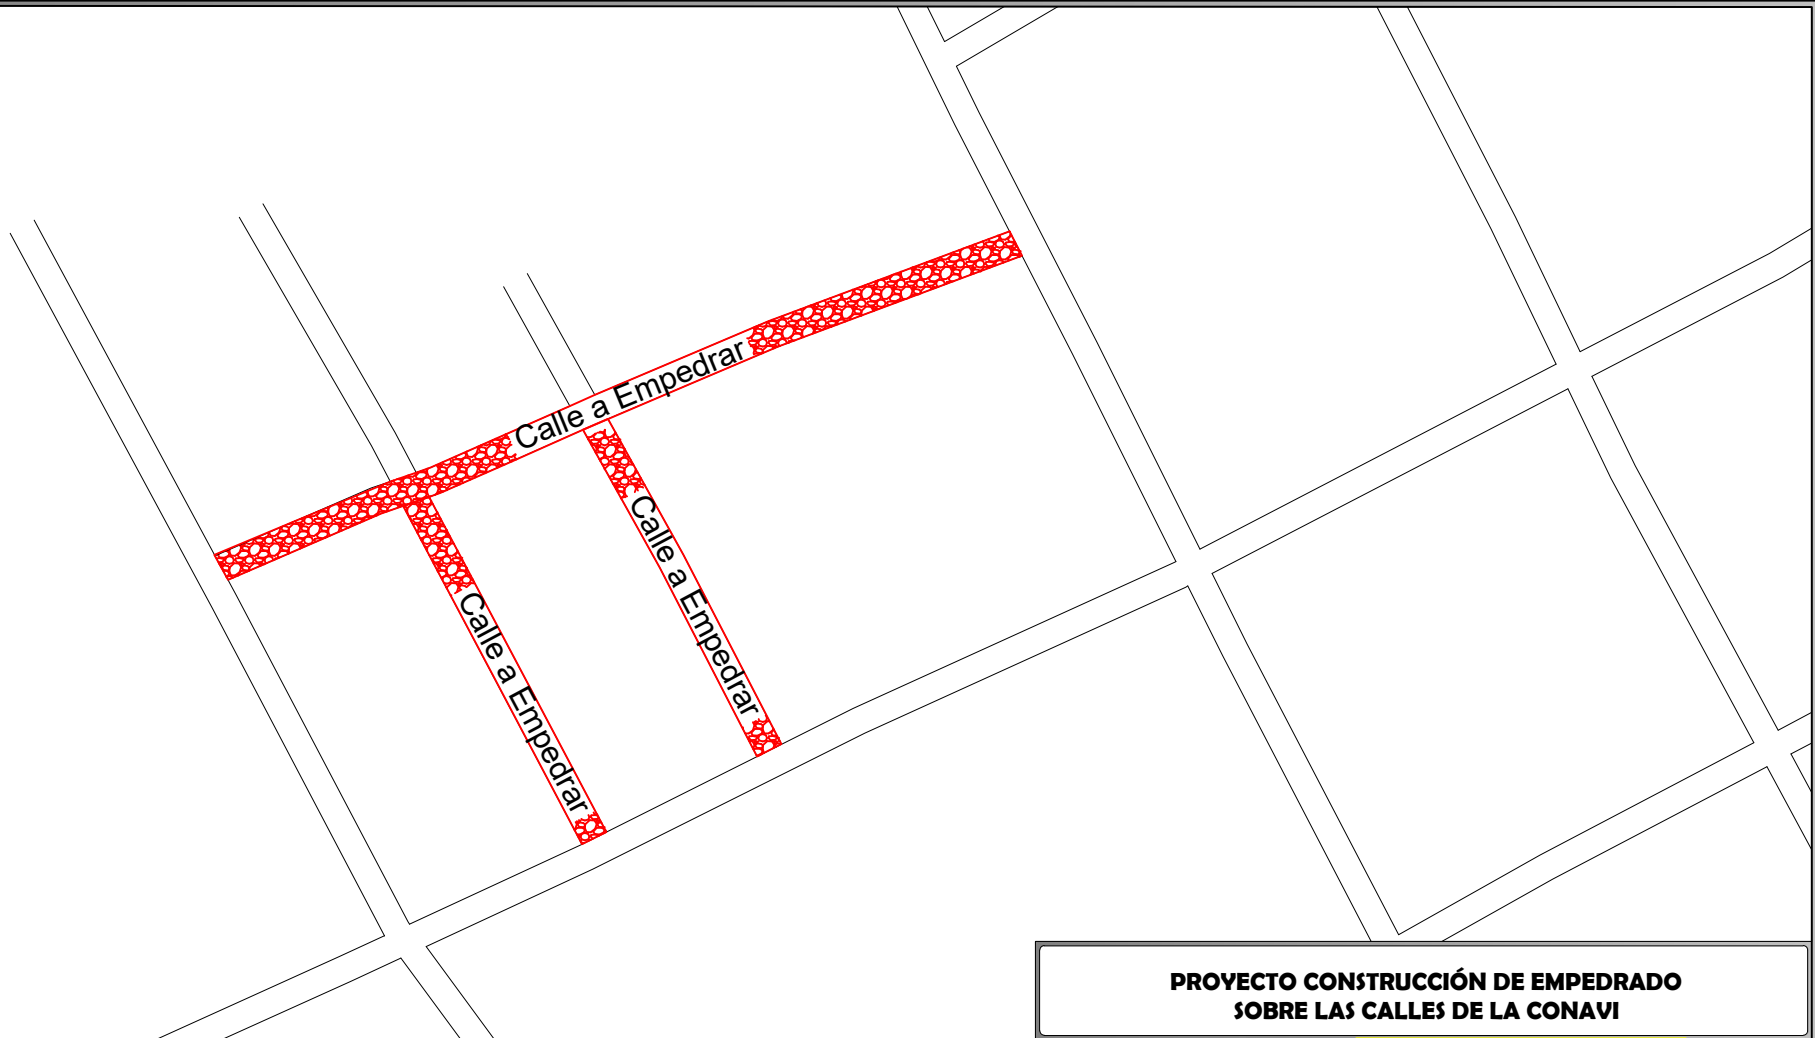 Calle a Empedrar
Calle a Empedrar
Calle a Empedrar
PROYECTO CONSTRUCCIÓN DE EMPEDRADO
SOBRE LAS CALLES DE LA CONAVI